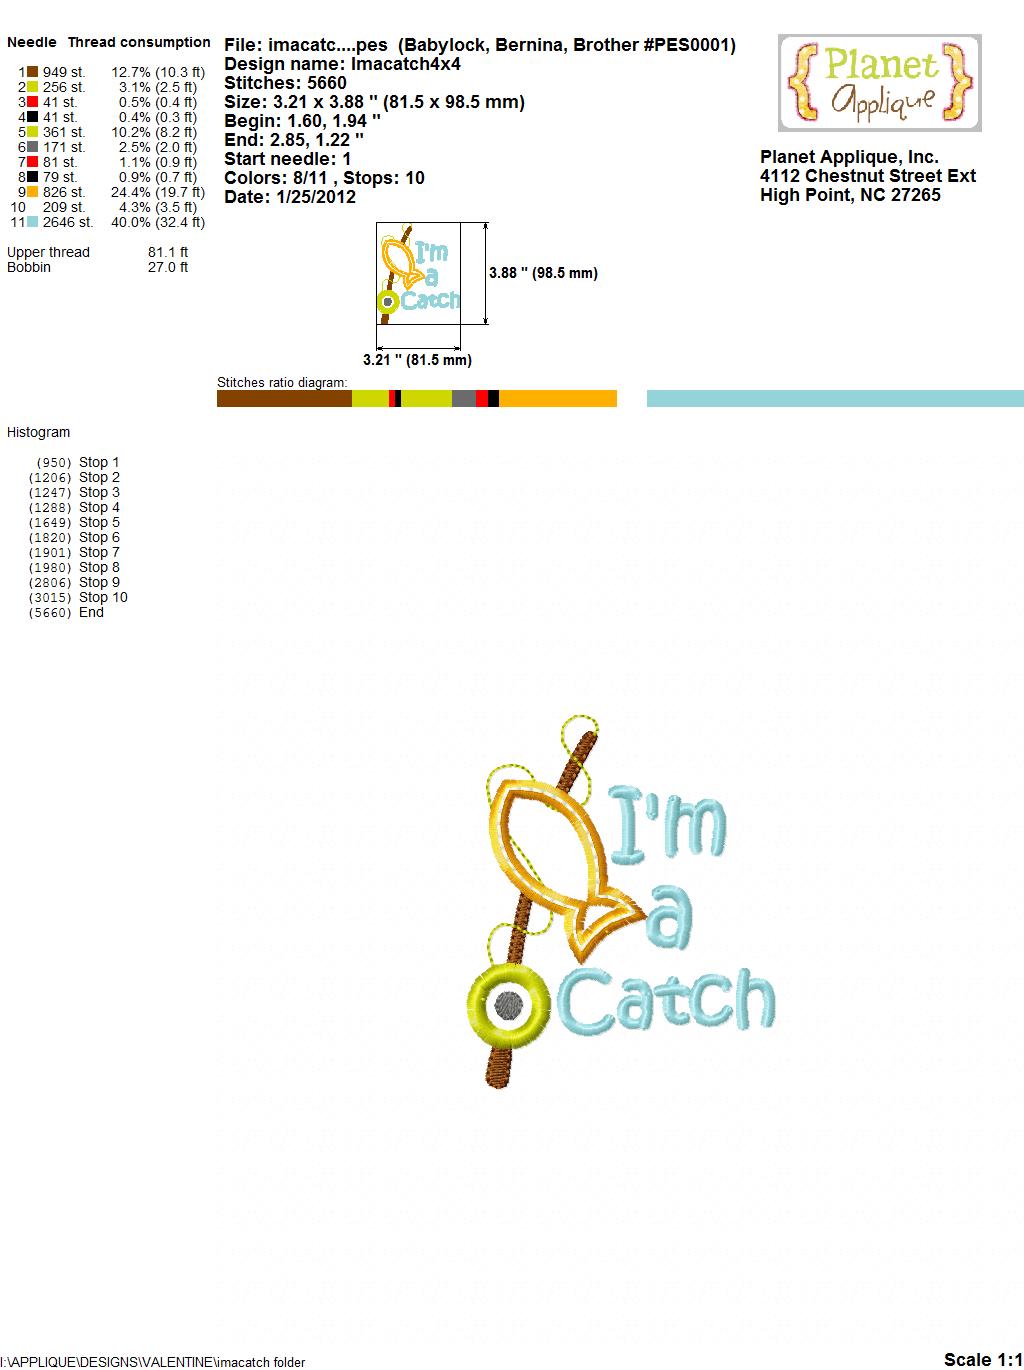 Needle Thread consumption
1 949 st. 12.7% (10.3 ft)
2 256 st. 3.1% (2.5 ft)
3 41 st. 0.5% (0.4 ft)
4 41 st. 0.4% (0.3 ft)
5 361 st. 10.2% (8.2 ft)
6 171 st. 2.5% (2.0 ft)
7 81 st. 1.1% (0.9 ft)
8 79 st. 0.9% (0.7 ft)
9 826 st. 24.4% (19.7 ft)
10 209 st. 4.3% (3.5 ft)
11 2646 st. 40.0% (32.4 ft)
Upper thread 81.1 ft
Bobbin 27.0 ft
File: imacatc....pes (Babylock, Bernina, Brother #PES0001)
Design name: Imacatch4x4
Stitches: 5660
Size: 3.21 x 3.88 " (81.5 x 98.5 mm)
Begin: 1.60, 1.94 "
End: 2.85, 1.22 "
Start needle: 1
Colors: 8/11 , Stops: 10
Date: 1/25/2012
Planet
Applique
Planet Applique, Inc.
4112 Chestnut Street Ext
High Point, NC 27265
I'm
a
Catch
3.88 " (98.5 mm)
3.21 " (81.5 mm)
Stitches ratio diagram:
Histogram
(950) Stop 1
(1206) Stop 2
(1247) Stop 3
(1288) Stop 4
(1649) Stop 5
(1820) Stop 6
(1901) Stop 7
(1980) Stop 8
(2806) Stop 9
(3015) Stop 10
(5660) End
I'm
a
Catch
I:\APPLIQUE\DESIGNS\VALENTINE\imacatch folder
Scale 1:1